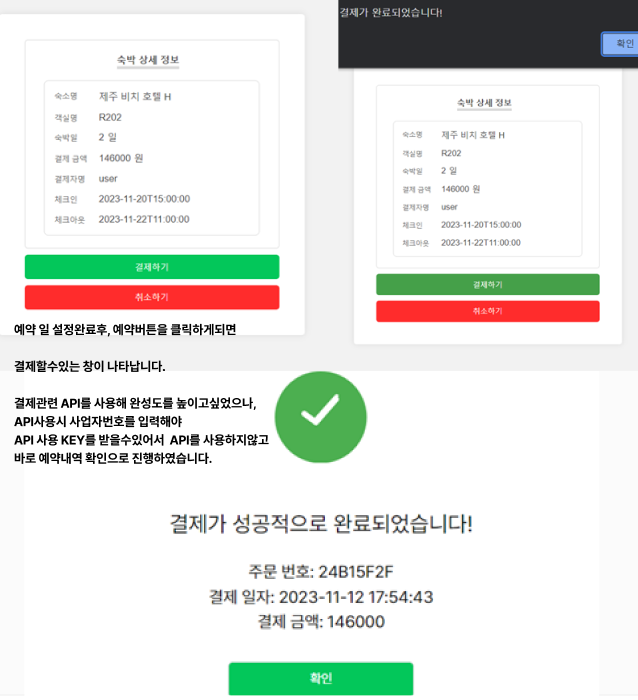 숙박 상세 정보
숙소명 제주 비치 호텔 H
객실명 R202
숙박일 2 일
결제 금액 146000 원
결제자명 user
체크인 2023-11-20T15:00:00
체크아웃 2023-11-22T11:00:00
결제하기
취소하기
결제가 완료되었습니다!
확인
숙박 상세 정보
숙소명 제주 비치 호텔 H
객실명 R202
숙박일 2 일
결제 금액 146000 원
결제자명 user
체크인 2023-11-20T15:00:00
체크아웃 2023-11-22T11:00:00
결제하기
취소하기
예약 일 설정완료후, 예약버튼을 클릭하게되면
결제할수있는 창이 나타납니다.
결제관련 API를 사용해 완성도를 높이고싶었으나,
API사용시 사업자번호를 입력해야
API 사용 KEY를 받을수있어서 API를 사용하지않고
바로 예약내역 확인으로 진행하였습니다.
결제가 성공적으로 완료되었습니다!
주문 번호: 24B15F2F
결제 일자: 2023-11-12 17:54:43
결제 금액: 146000
확인